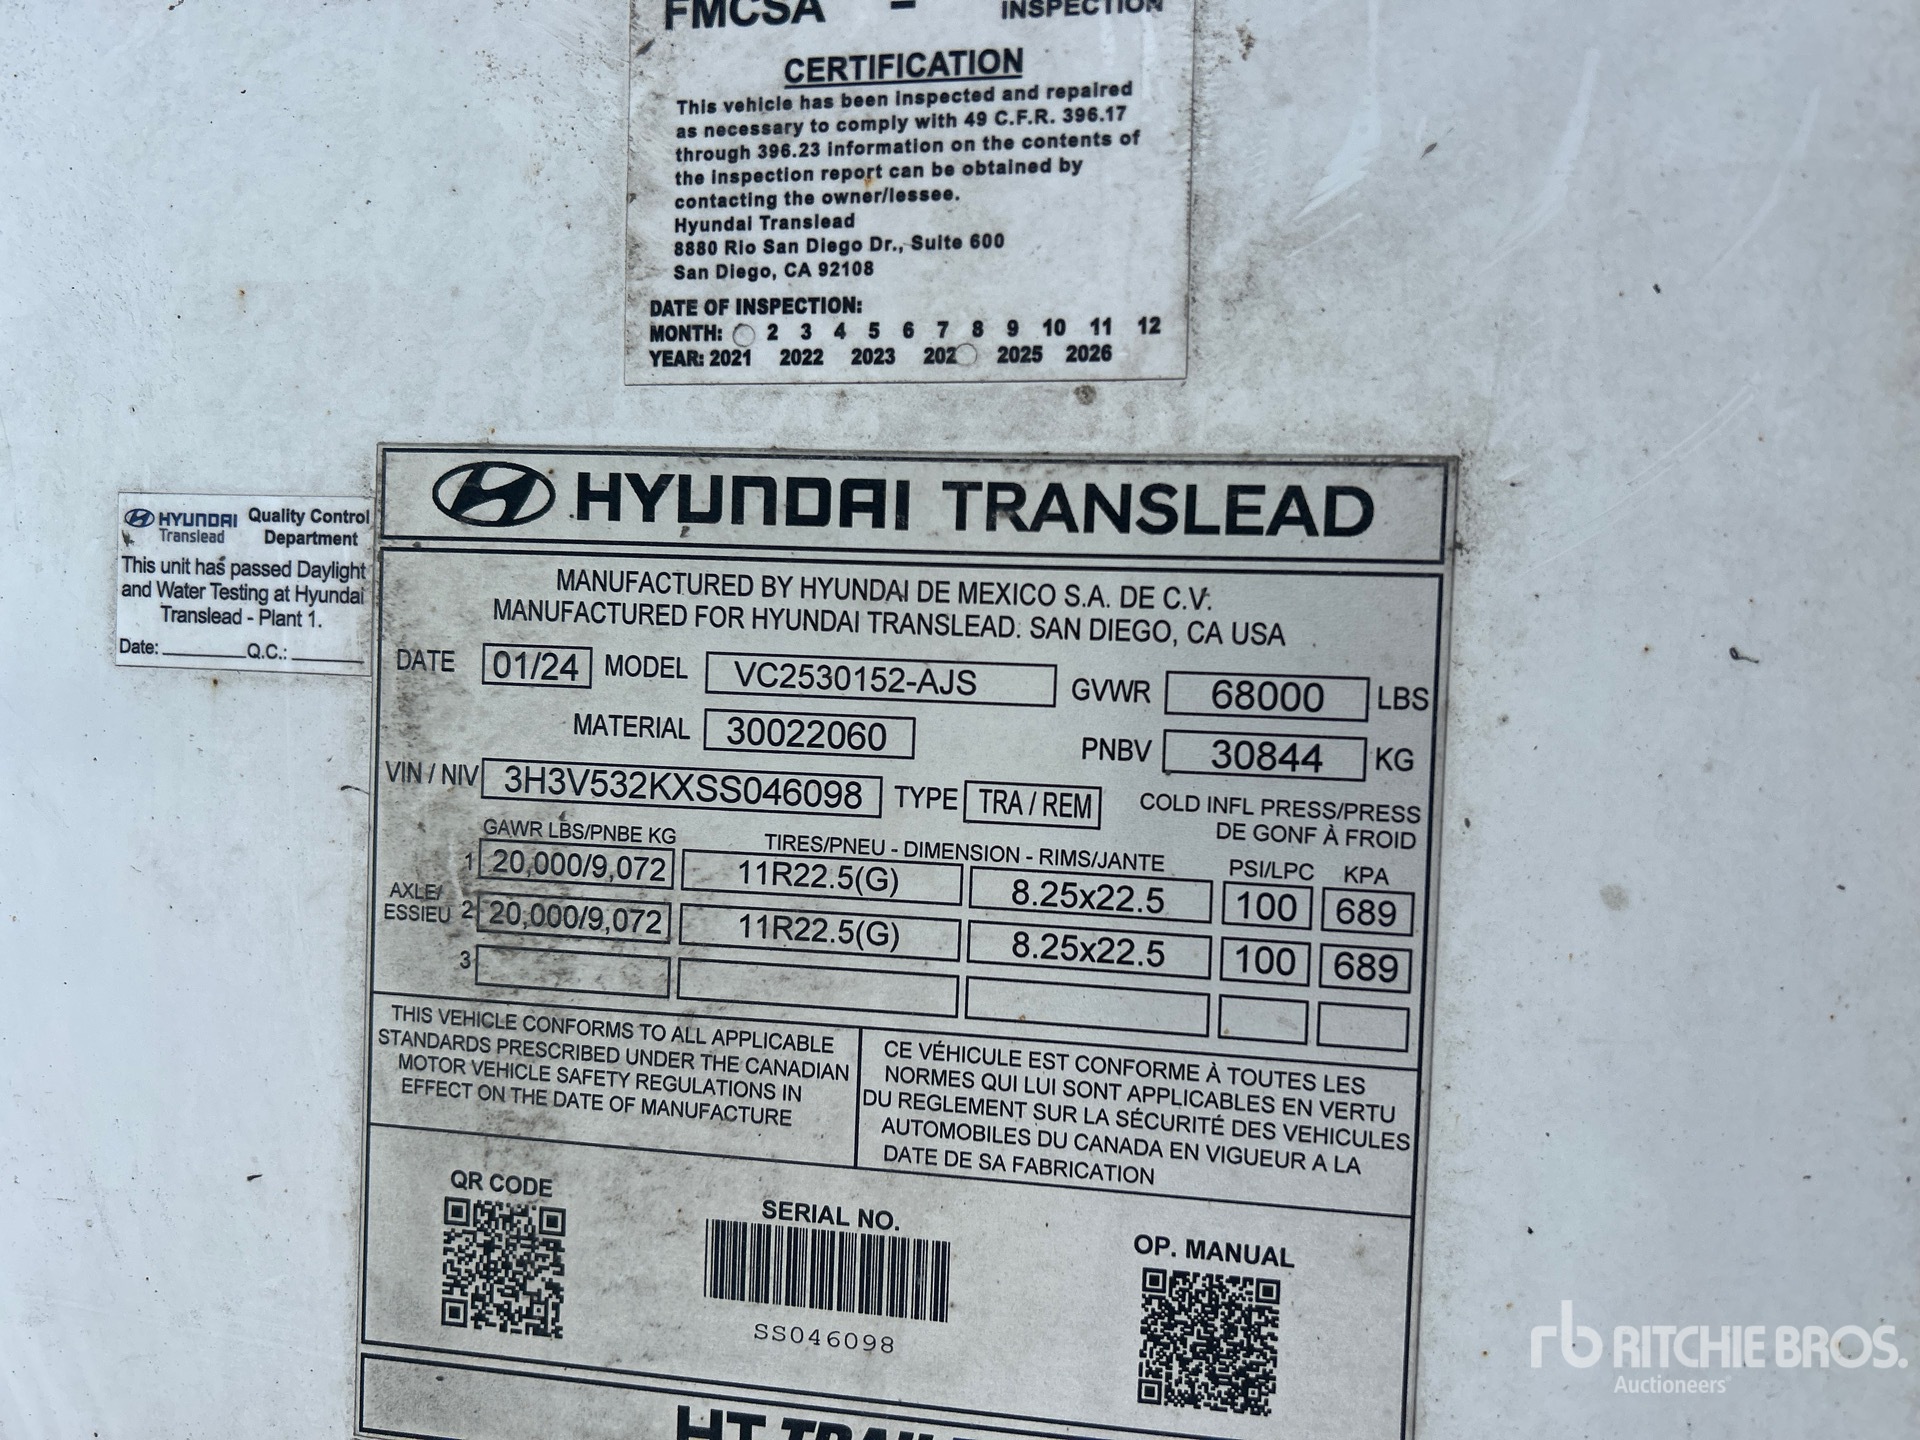 FMCSA - INSPECTION
CERTIFICATION
This vehicle has been inspected and repaired
as necessary to comply with 49 C.F.R. 396.17
through 396.23 information on the contents of
the inspection report can be obtained by
contacting the owner/lessee.
Hyundai Translead
8880 Rio San Diego Dr., Suite 600
San Diego, CA 92108
DATE OF INSPECTION:
MONTH: 2 3 4 5 6 7 8 9 10 11 12
YEAR: 2021 2022 2023 202 2025 2026
HYUNDAI Translead Quality Control Department
This unit has passed Daylight
and Water Testing at Hyundai
Translead - Plant 1.
Date: ________ Q.C.: ________
HYUNDAI TRANSLEAD
MANUFACTURED BY HYUNDAI DE MEXICO S.A. DE C.V.
MANUFACTURED FOR HYUNDAI TRANSLEAD. SAN DIEGO, CA USA
DATE 01/24 MODEL VC2530152-AJS GVWR 68000 LBS
MATERIAL 30022060 PNBV 30844 KG
VIN / NIV 3H3V532KXSS046098 TYPE TRA / REM
COLD INFL PRESS/PRESS
DE GONF À FROID
GAWR LBS/PNBE KG TIRES/PNEU - DIMENSION - RIMS/JANTE PSI/LPC KPA
AXLE/
ESSIEU
1 20,000/9,072 11R22.5(G) 8.25x22.5 100 689
2 20,000/9,072 11R22.5(G) 8.25x22.5 100 689
3
THIS VEHICLE CONFORMS TO ALL APPLICABLE
STANDARDS PRESCRIBED UNDER THE CANADIAN
MOTOR VEHICLE SAFETY REGULATIONS IN
EFFECT ON THE DATE OF MANUFACTURE
CE VÉHICULE EST CONFORME À TOUTES LES
NORMES QUI LUI SONT APPLICABLES EN VERTU
DU REGLEMENT SUR LA SÉCURITÉ DES VEHICULES
AUTOMOBILES DU CANADA EN VIGUEUR A LA
DATE DE SA FABRICATION
QR CODE
SERIAL NO.
SS046098
OP. MANUAL
HT
rb RITCHIE BROS.
Auctioneers